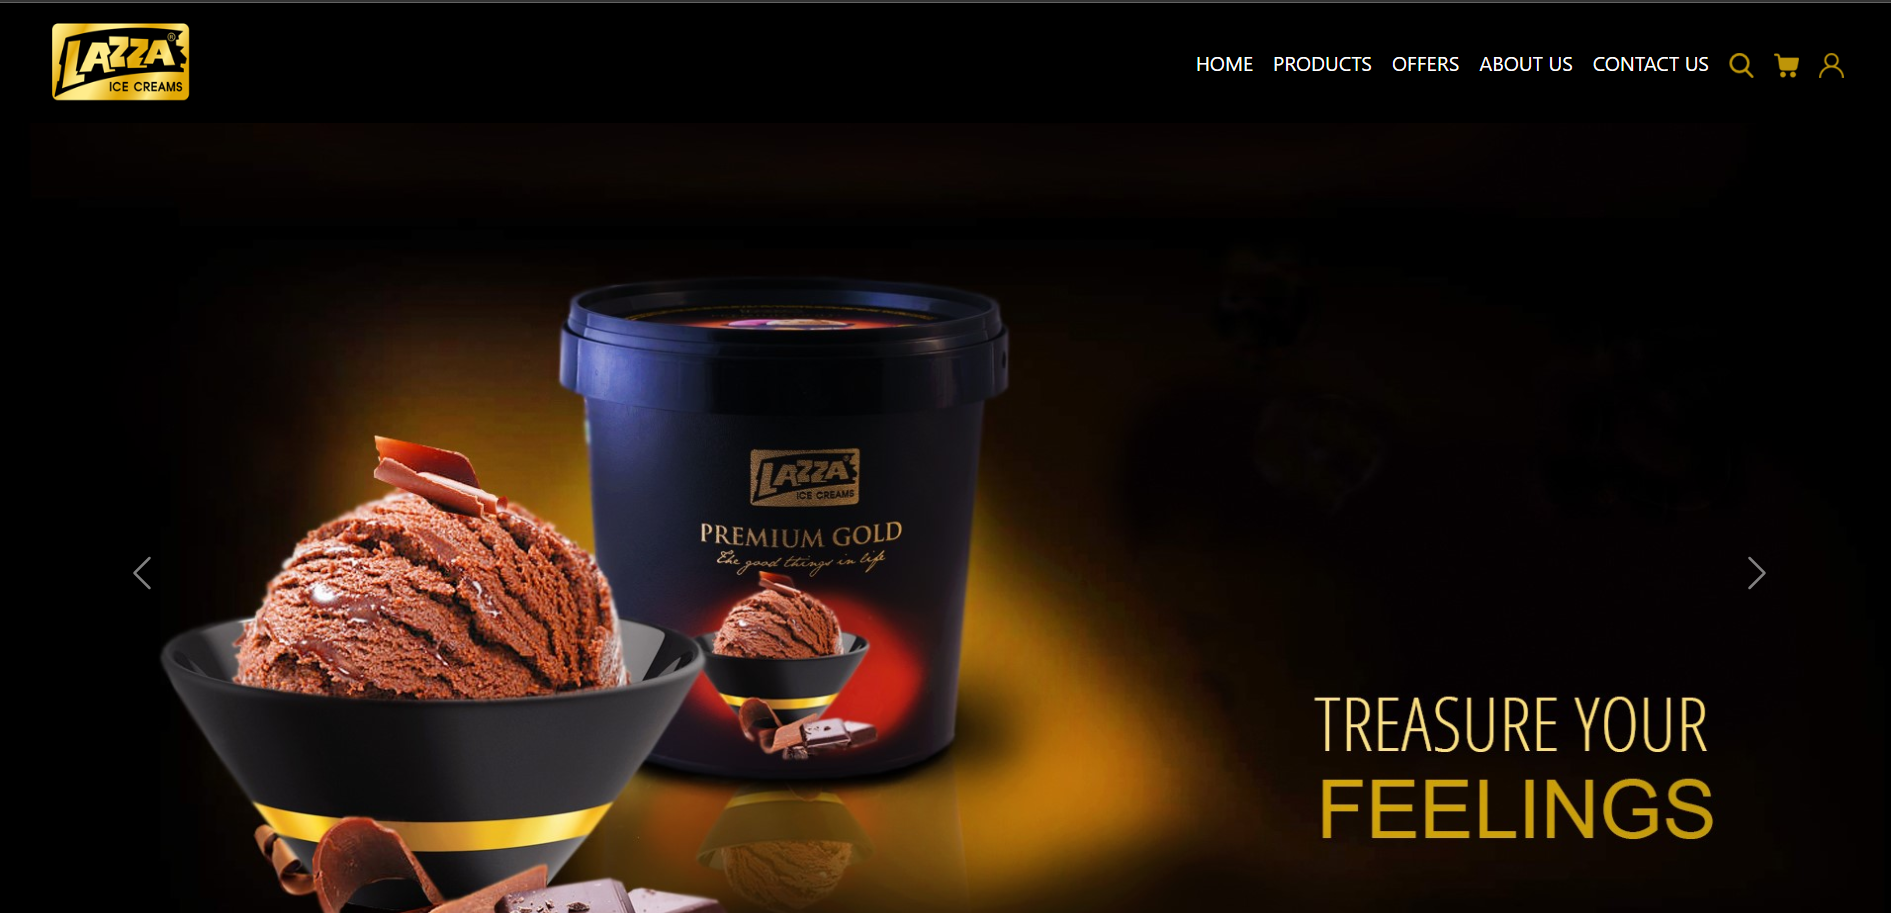 LAZZA®
ICE CREAMS
HOME PRODUCTS OFFERS ABOUT US CONTACT US
LAZZA®
ICE CREAMS
PREMIUM GOLD
The good things in life
TREASURE YOUR
FEELINGS